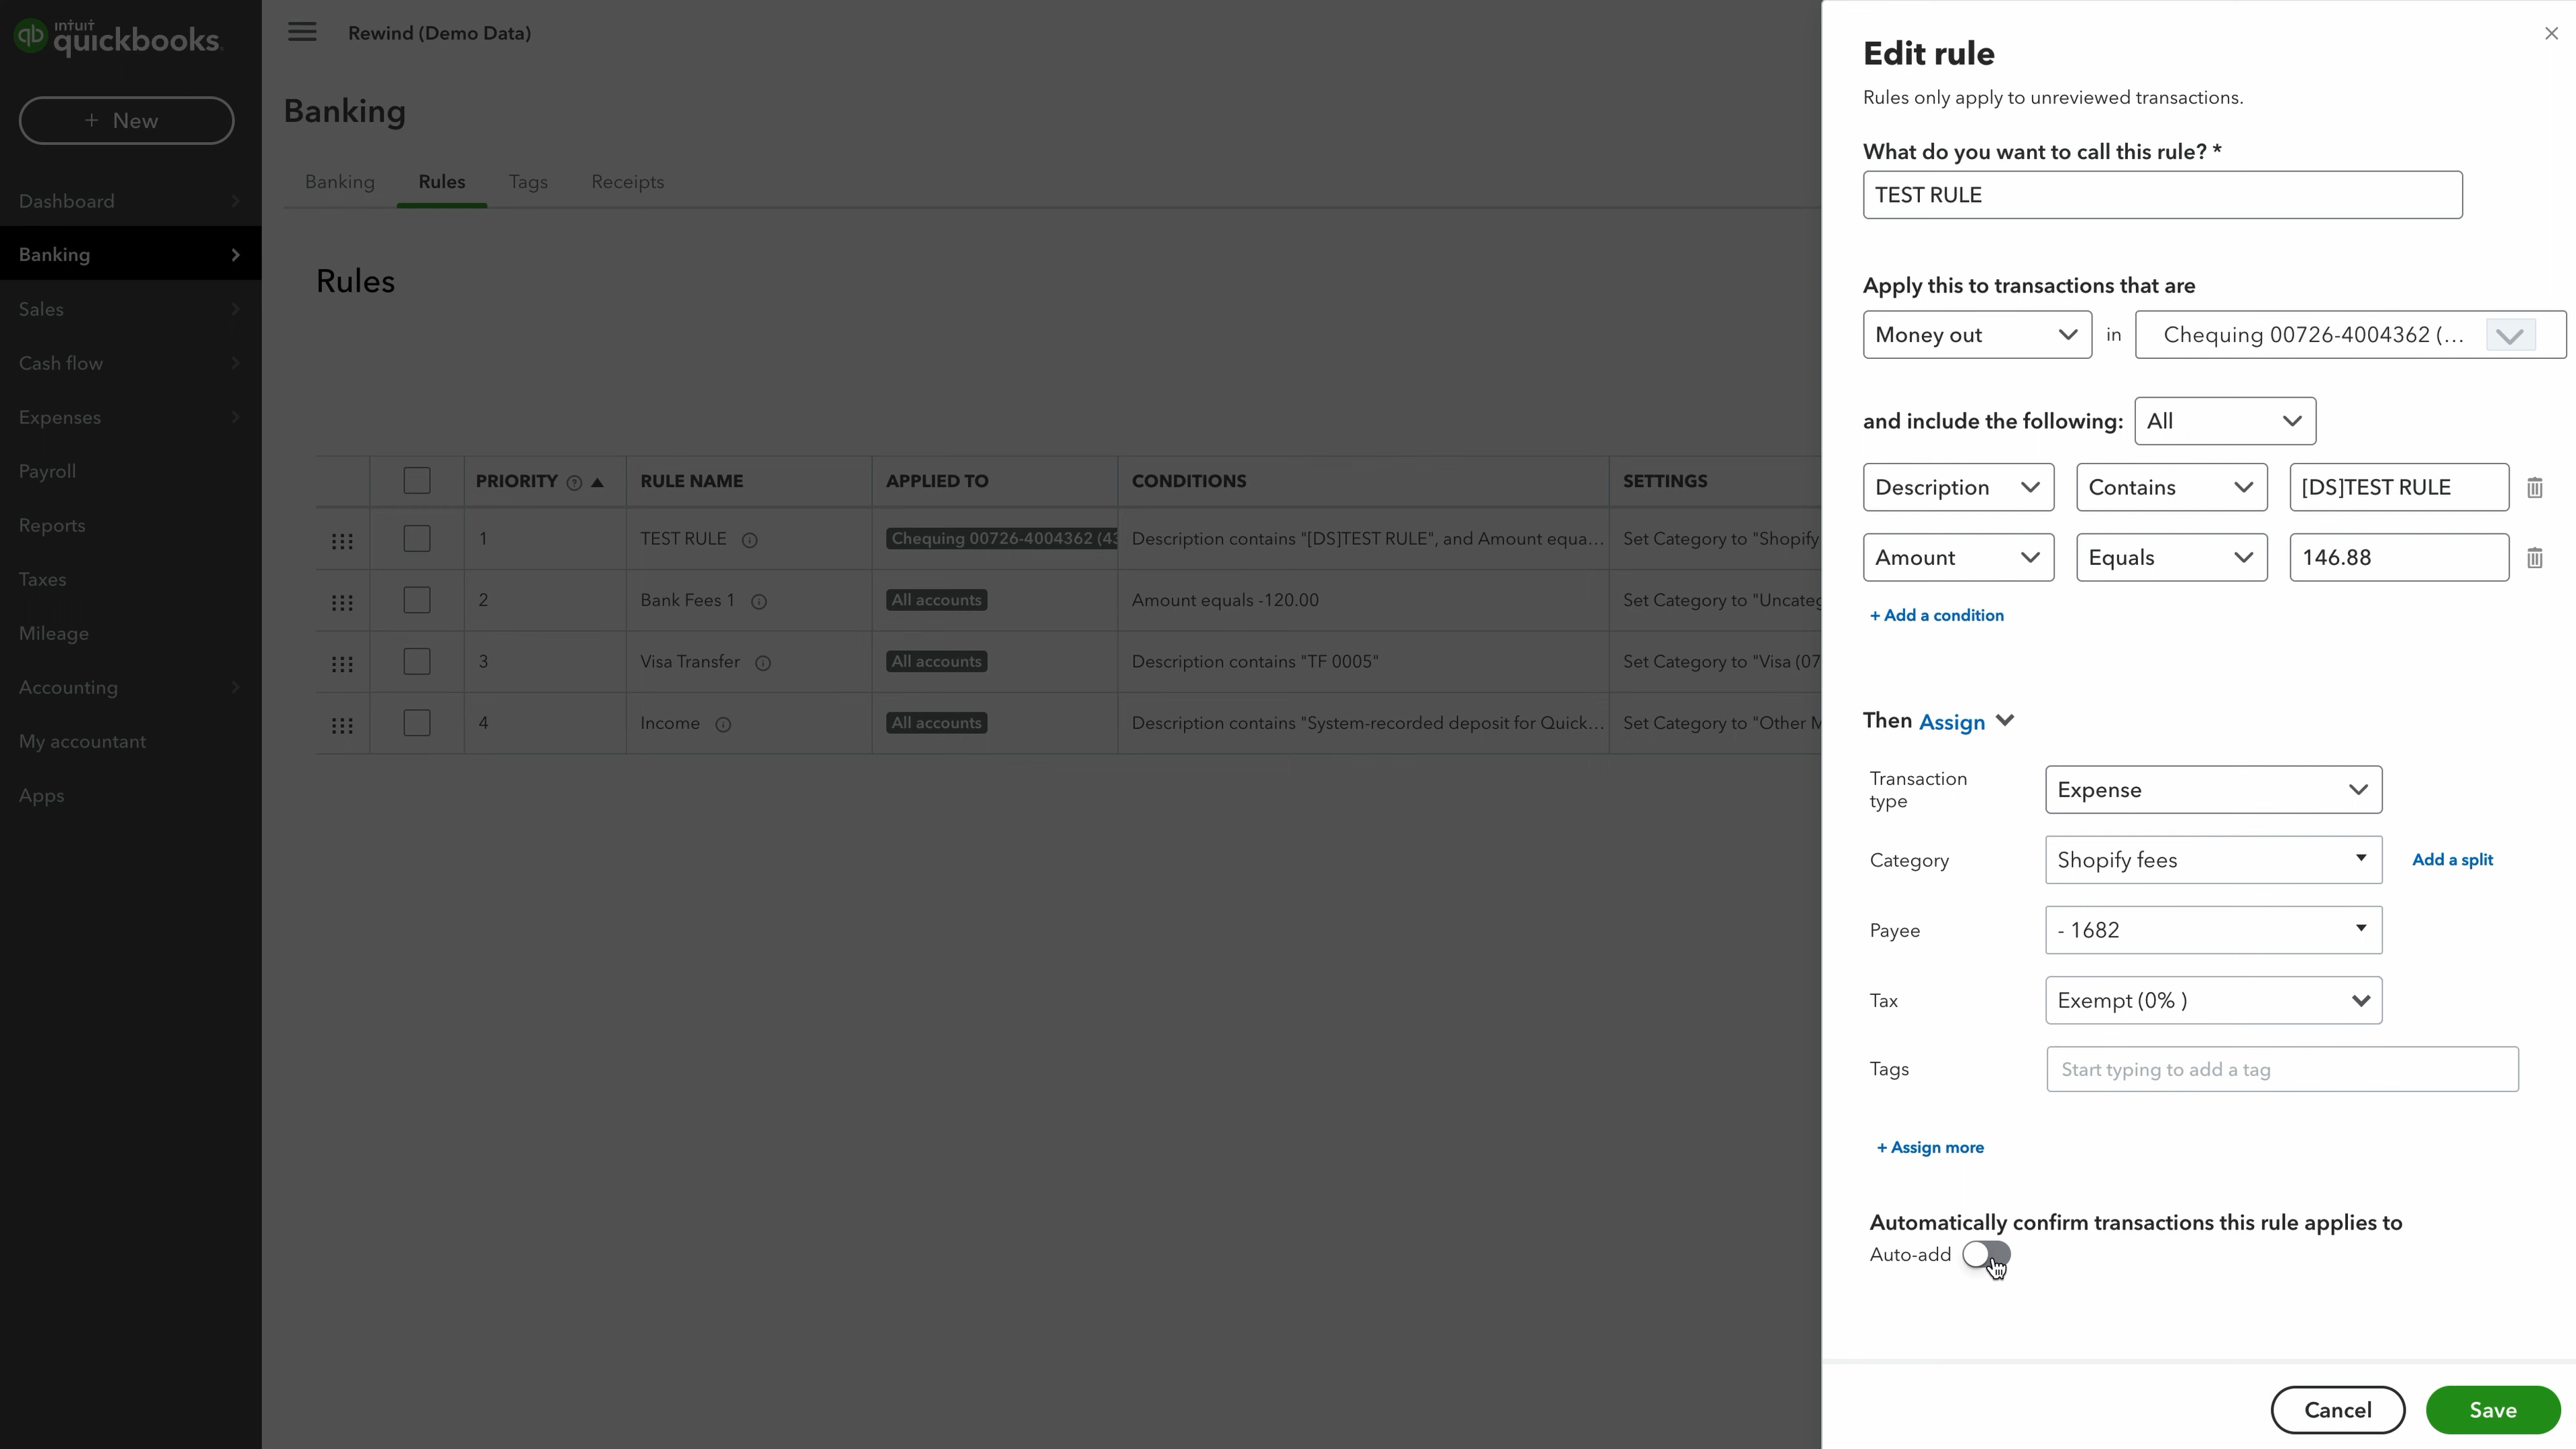 intuit
quickbooks.
+ New
Dashboard
Banking
Sales
Cash flow
Expenses
Payroll
Reports
Taxes
Mileage
Accounting
My accountant
Apps
Rewind (Demo Data)
Banking
Banking Rules Tags Receipts
Rules
PRIORITY RULE NAME APPLIED TO CONDITIONS SETTINGS
1 TEST RULE Chequing 00726-4004362 (43 Description contains "[DS]TEST RULE", and Amount equa... Set Category to "Shopify
2 Bank Fees 1 All accounts Amount equals -120.00 Set Category to "Uncateg
3 Visa Transfer All accounts Description contains "TF 0005" Set Category to "Visa (07
4 Income All accounts Description contains "System-recorded deposit for Quick... Set Category to "Other M
Edit rule
Rules only apply to unreviewed transactions.
What do you want to call this rule? *
TEST RULE
Apply this to transactions that are
Money out in Chequing 00726-4004362 (...
and include the following: All
Description Contains [DS]TEST RULE
Amount Equals 146.88
+ Add a condition
Then Assign
Transaction
type
Expense
Category Shopify fees Add a split
Payee - 1682
Tax Exempt (0% )
Tags Start typing to add a tag
+ Assign more
Automatically confirm transactions this rule applies to
Auto-add
Cancel Save